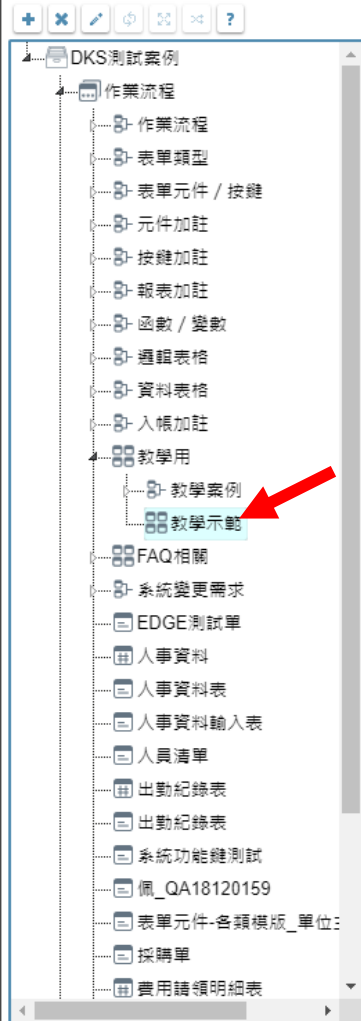 ?
DKS測試案例
作業流程
作業流程
表單類型
表單元件 / 按鍵
元件加註
按鍵加註
報表加註
函數 / 變數
邏輯表格
資料表格
入帳加註
教學用
教學案例
教學示範
FAQ相關
系統變更需求
EDGE測試單
人事資料
人事資料表
人事資料輸入表
人員清單
出勤紀錄表
出勤紀錄表
系統功能鍵測試
佩_QA18120159
表單元件-各類模版_單位
採購單
費用請領明細表